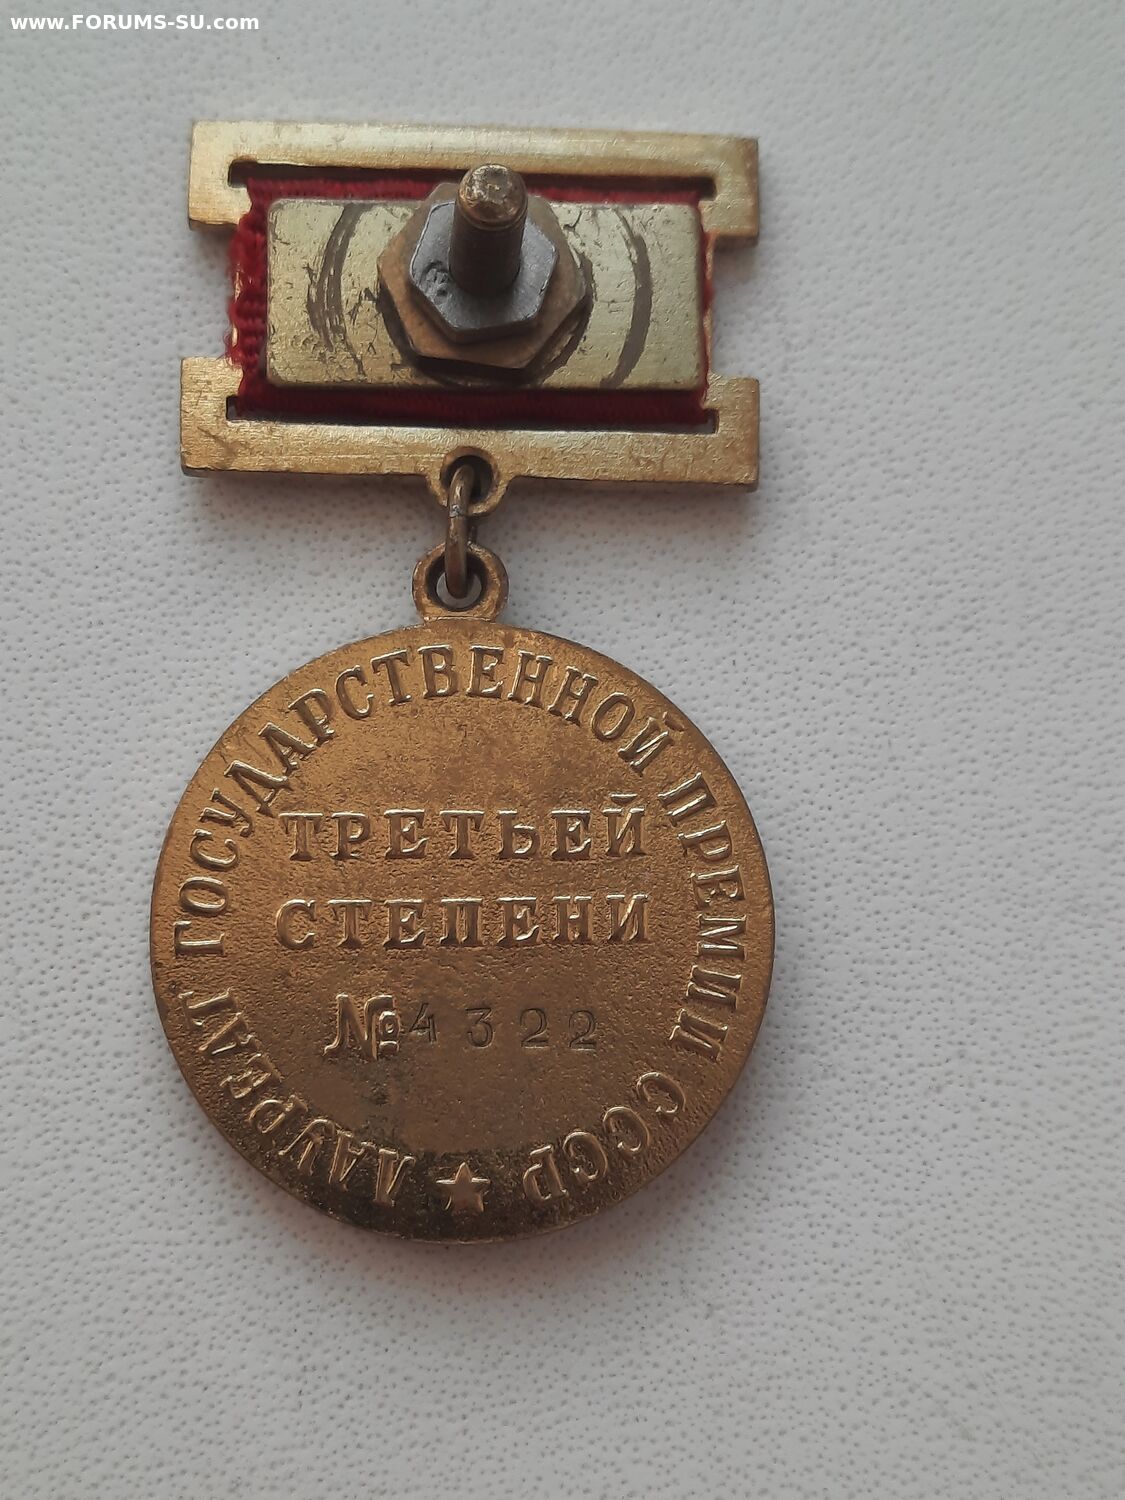 www.FORUMS-SU.com
ЛАУРЕАТ ГОСУДАРСТВЕННОЙ ПРЕМИИ СССР
ТРЕТЬЕЙ
СТЕПЕНИ
№4322